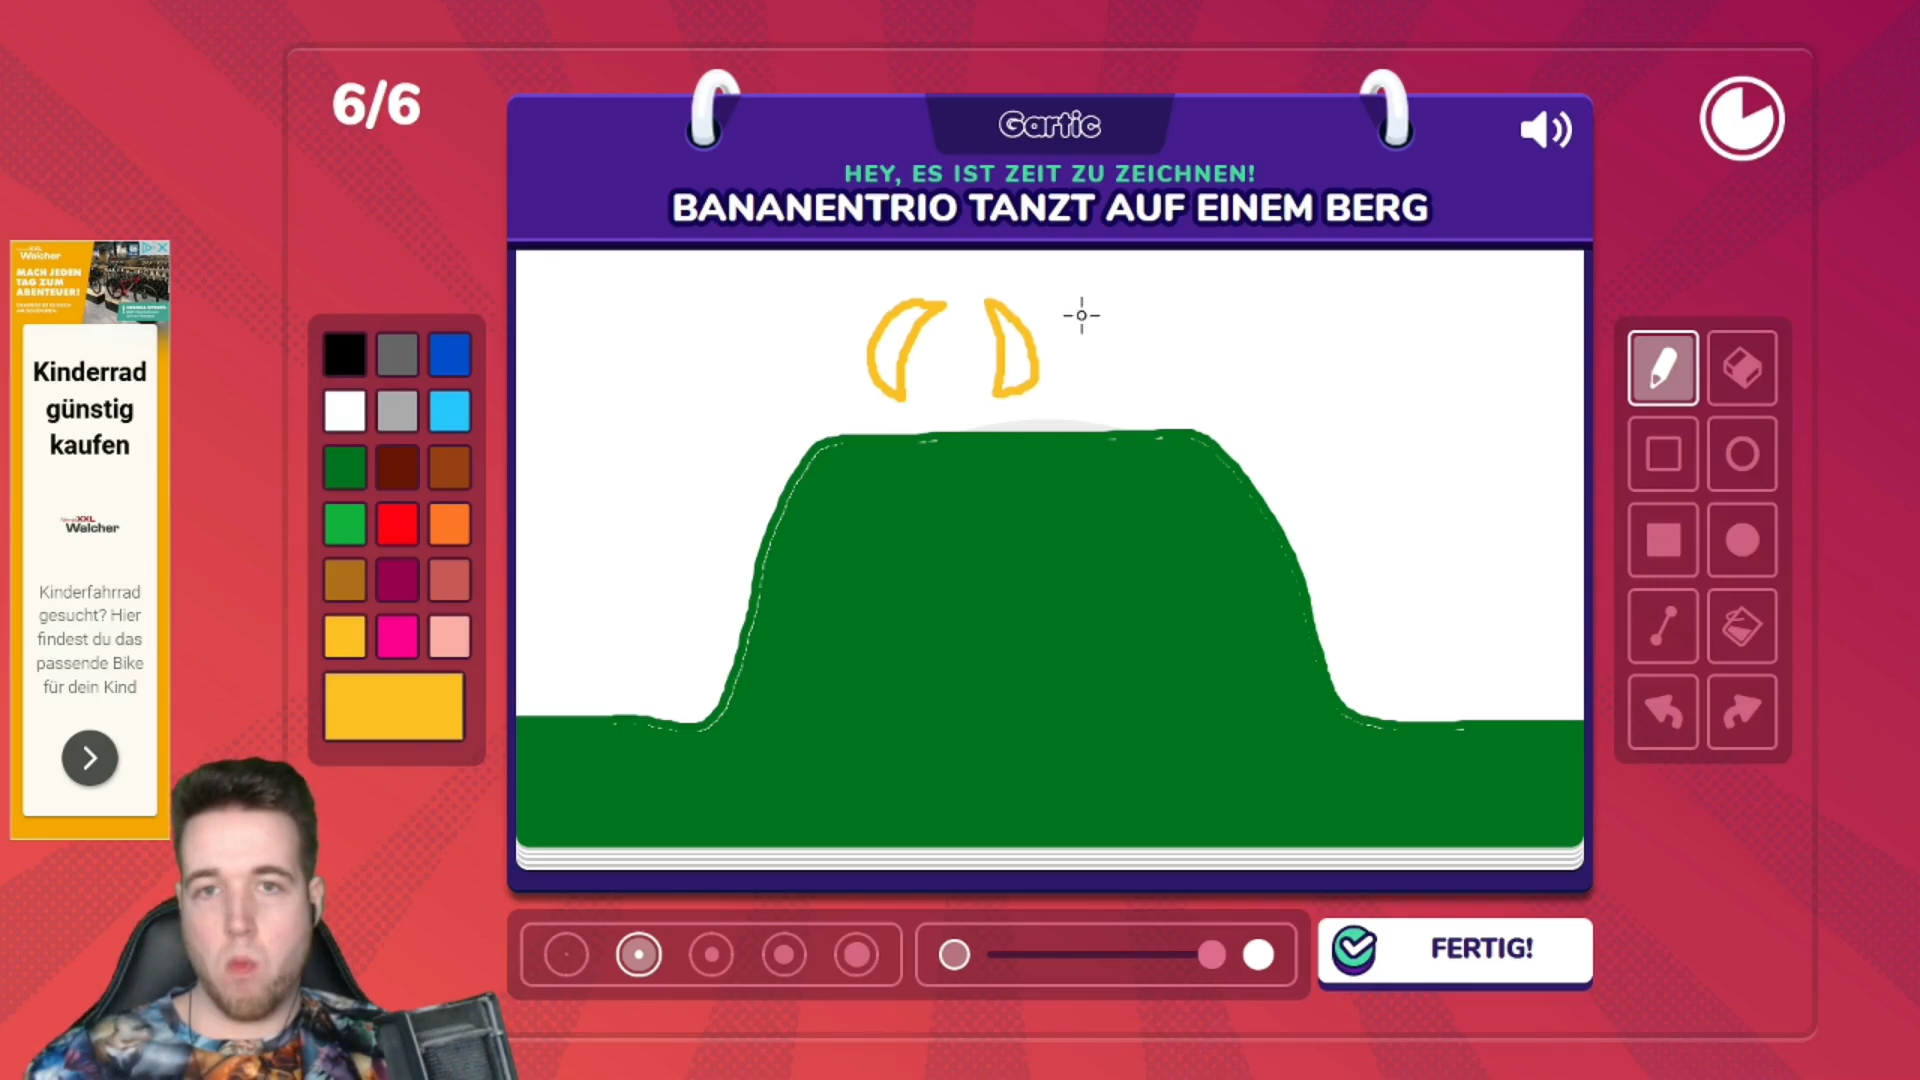 6/6
Gartic
HEY, ES IST ZEIT ZU ZEICHNEN!
BANANENTRIO TANZT AUF EINEM BERG
Walcher
MACH JEDEN
TAG ZUM
ABENTEUER!
Kinderrad
günstig
kaufen
XXL
Walcher
Kinderfahrrad
gesucht? Hier
findest du das
passende Bike
für dein Kind
FERTIG!